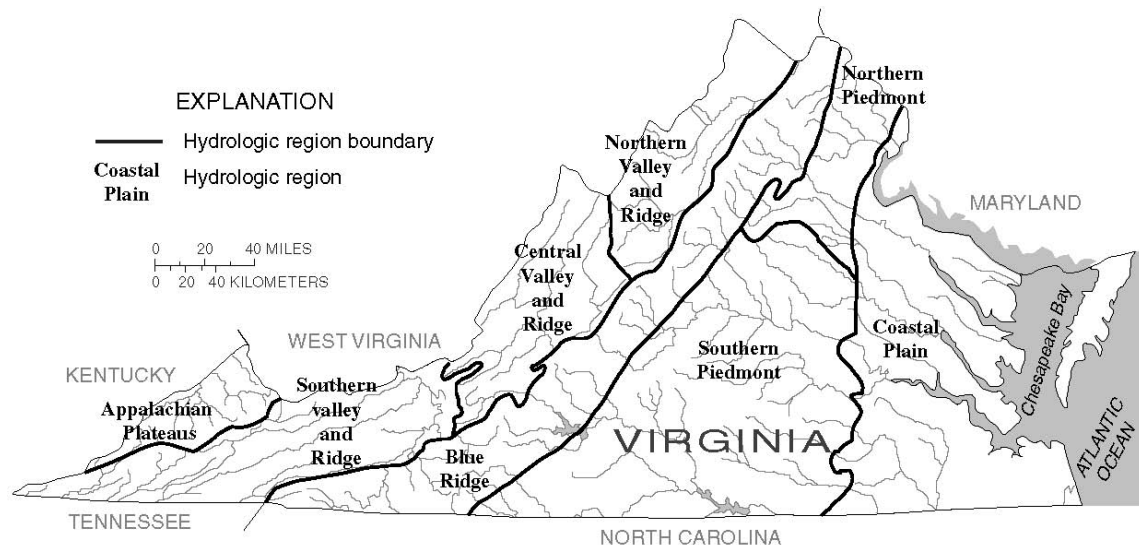 EXPLANATION
Hydrologic region boundary
Coastal
Plain
Hydrologic region
0 20 40 MILES
0 20 40 KILOMETERS
Northern
Piedmont
Northern
Valley
and
Ridge
MARYLAND
Central
Valley
and
Ridge
WEST VIRGINIA
Chesapeake Bay
Coastal
Plain
Southern
Piedmont
KENTUCKY
Appalachian
Plateaus
Southern
valley
and
Ridge
VIRGINIA
Blue
Ridge
ATLANTIC
OCEAN
TENNESSEE
NORTH CAROLINA